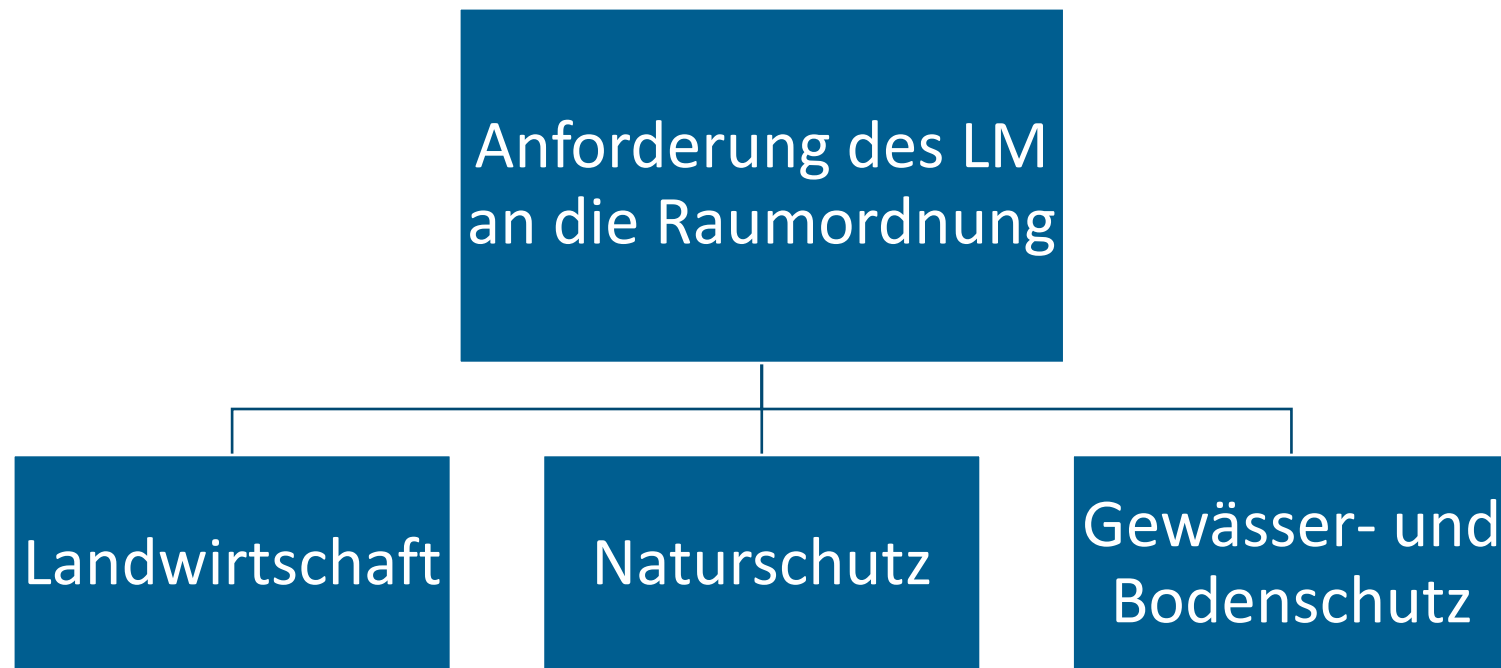 Anforderung des LM
an die Raumordnung
Landwirtschaft
Naturschutz
Gewässer- und
Bodenschutz